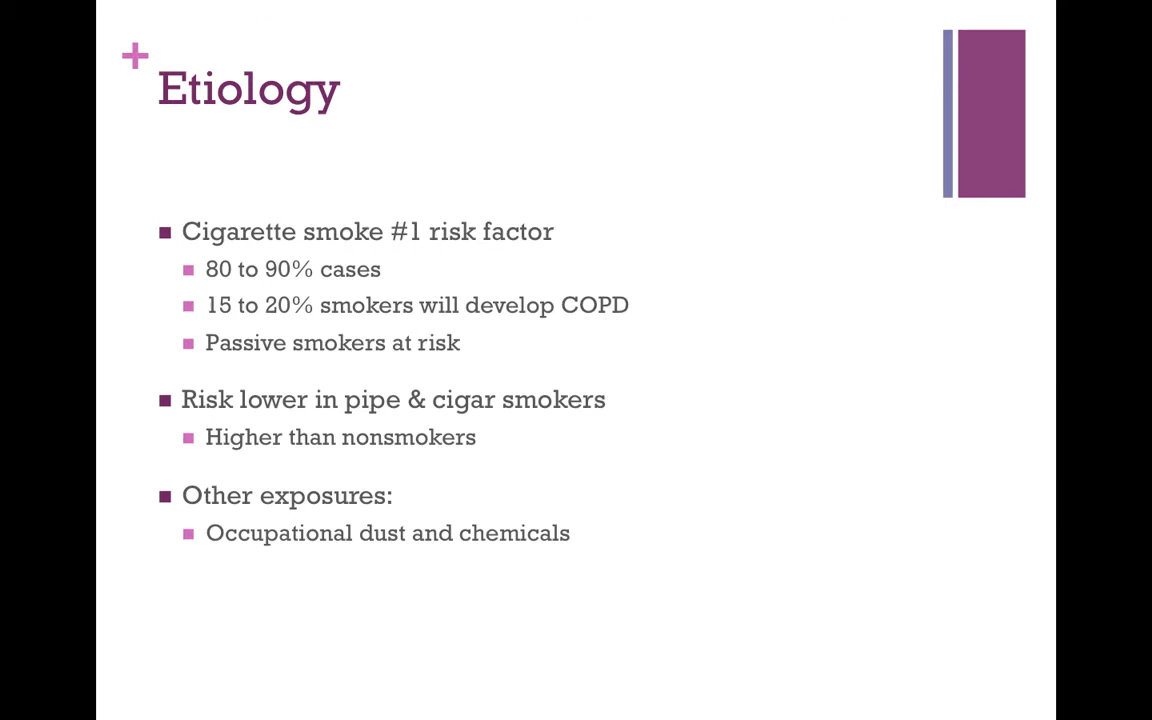 +
Etiology
■ Cigarette smoke #1 risk factor
■ 80 to 90% cases
■ 15 to 20% smokers will develop COPD
■ Passive smokers at risk
■ Risk lower in pipe & cigar smokers
■ Higher than nonsmokers
■ Other exposures:
■ Occupational dust and chemicals